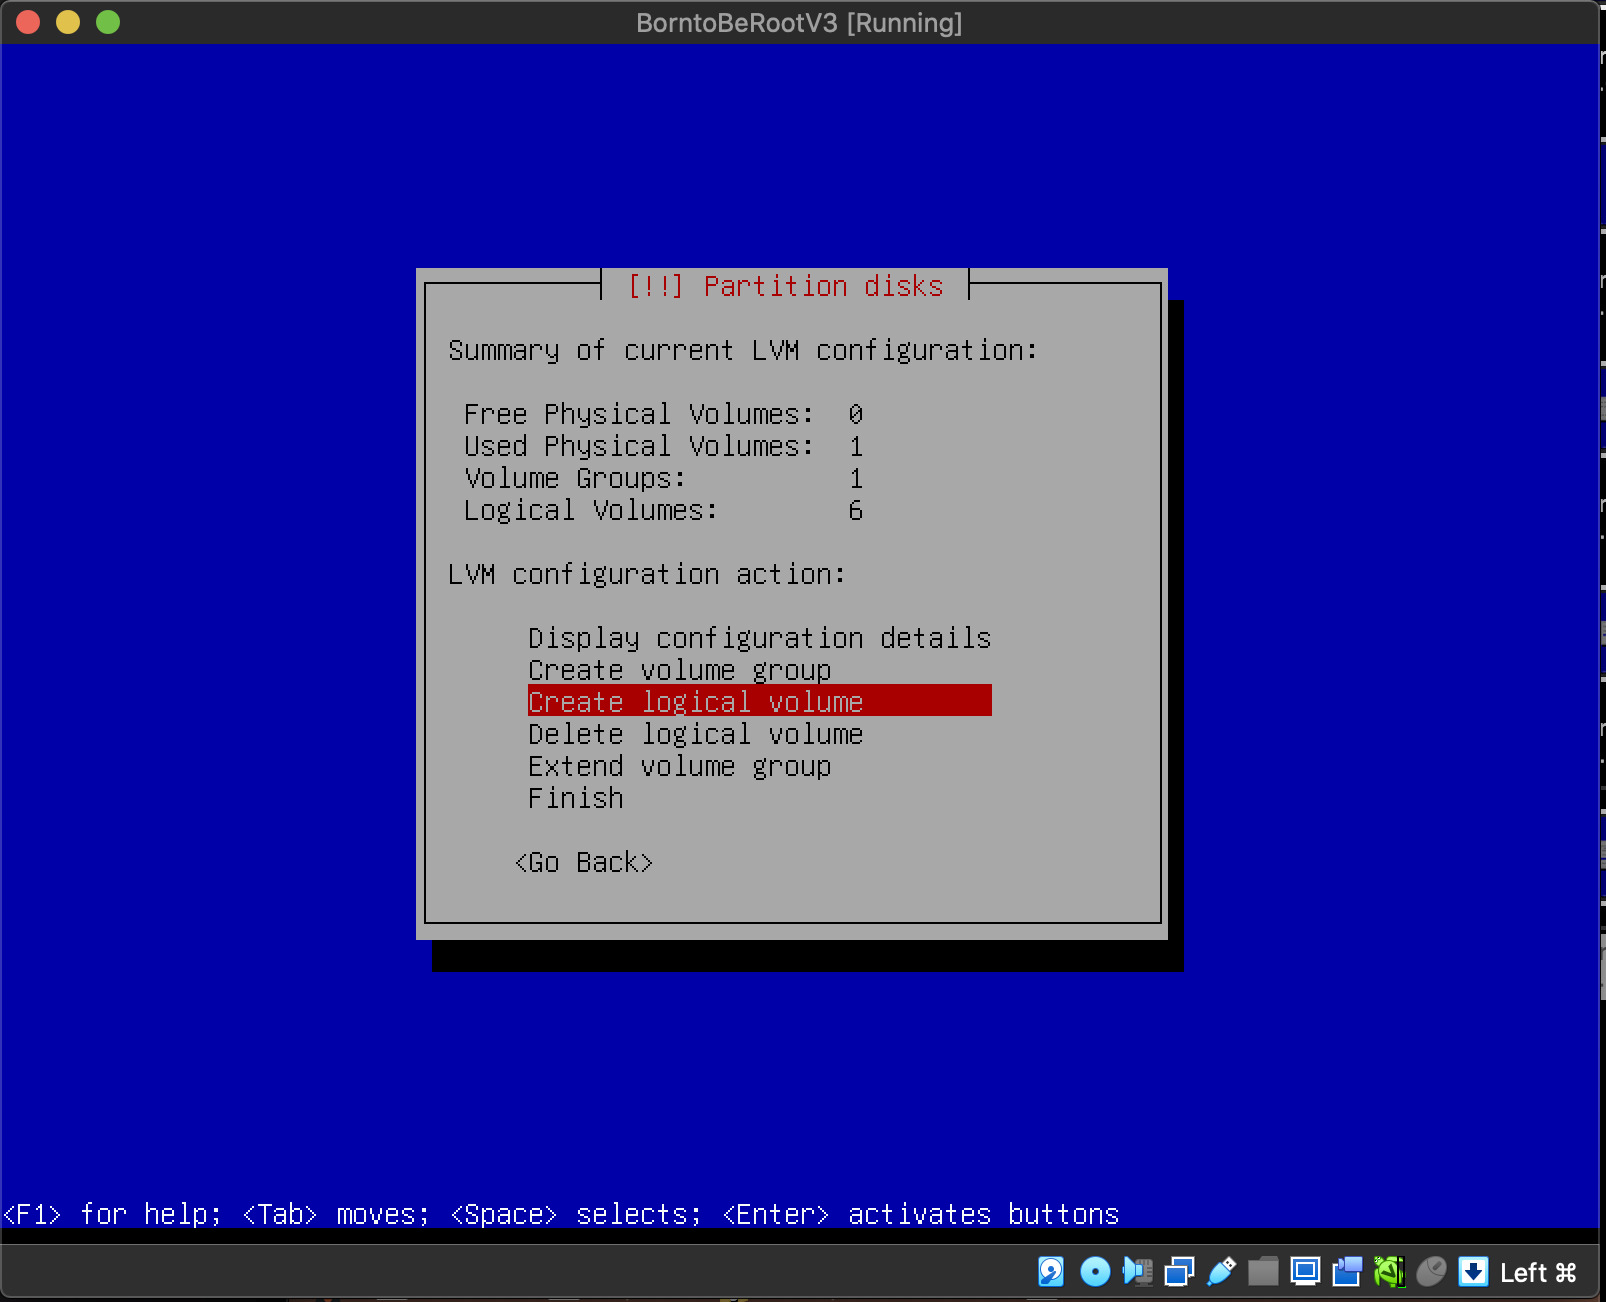 BorntoBeRootV3 [Running]
[!!] Partition disks
Summary of current LVM configuration:
Free Physical Volumes: 0
Used Physical Volumes: 1
Volume Groups: 1
Logical Volumes: 6
LVM configuration action:
Display configuration details
Create volume group
Create logical volume
Delete logical volume
Extend volume group
Finish
<Go Back>
<F1> for help; <Tab> moves; <Space> selects; <Enter> activates buttons
Left ⌘